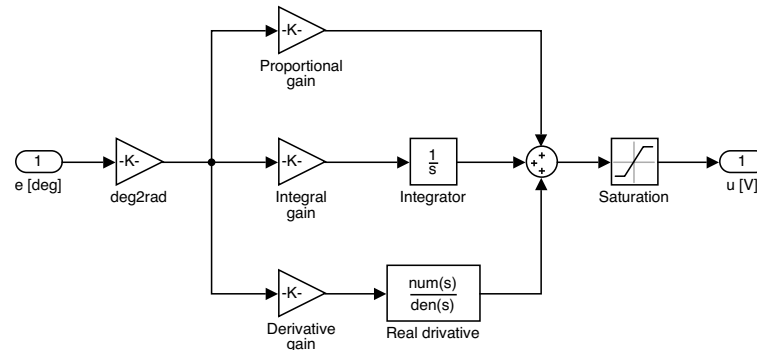 -K-
Proportional
gain
1
e [deg]
-K-
deg2rad
-K-
Integral
gain
1
s
Integrator
+
+
+
Saturation
1
u [V]
-K-
Derivative
gain
num(s)
den(s)
Real drivative